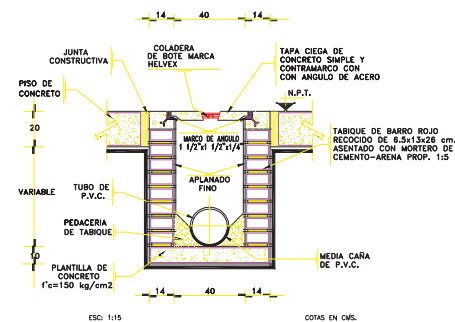 14 40 14
JUNTA
CONSTRUCTIVA
COLADERA
DE BOTE MARCA
HELVEX
TAPA CIEGA DE
CONCRETO SIMPLE Y
CONTRAMARCO CON
CON ANGULO DE ACERO
PISO DE
CONCRETO
N.P.T.
20
MARCO DE ANGULO
1 1/2"x1 1/2"x1/4"
TABIQUE DE BARRO ROJO
RECOCIDO DE 6.5x13x26 cm.
ASENTADO CON MORTERO DE
CEMENTO-ARENA PROP. 1:5
APLANADO
FINO
VARIABLE
TUBO DE
P.V.C.
PEDACERIA
DE TABIQUE
10
PLANTILLA DE
CONCRETO
f'c=150 kg/cm2
MEDIA CAÑA
DE P.V.C.
14 40 14
ESC: 1:15
COTAS EN CMS.